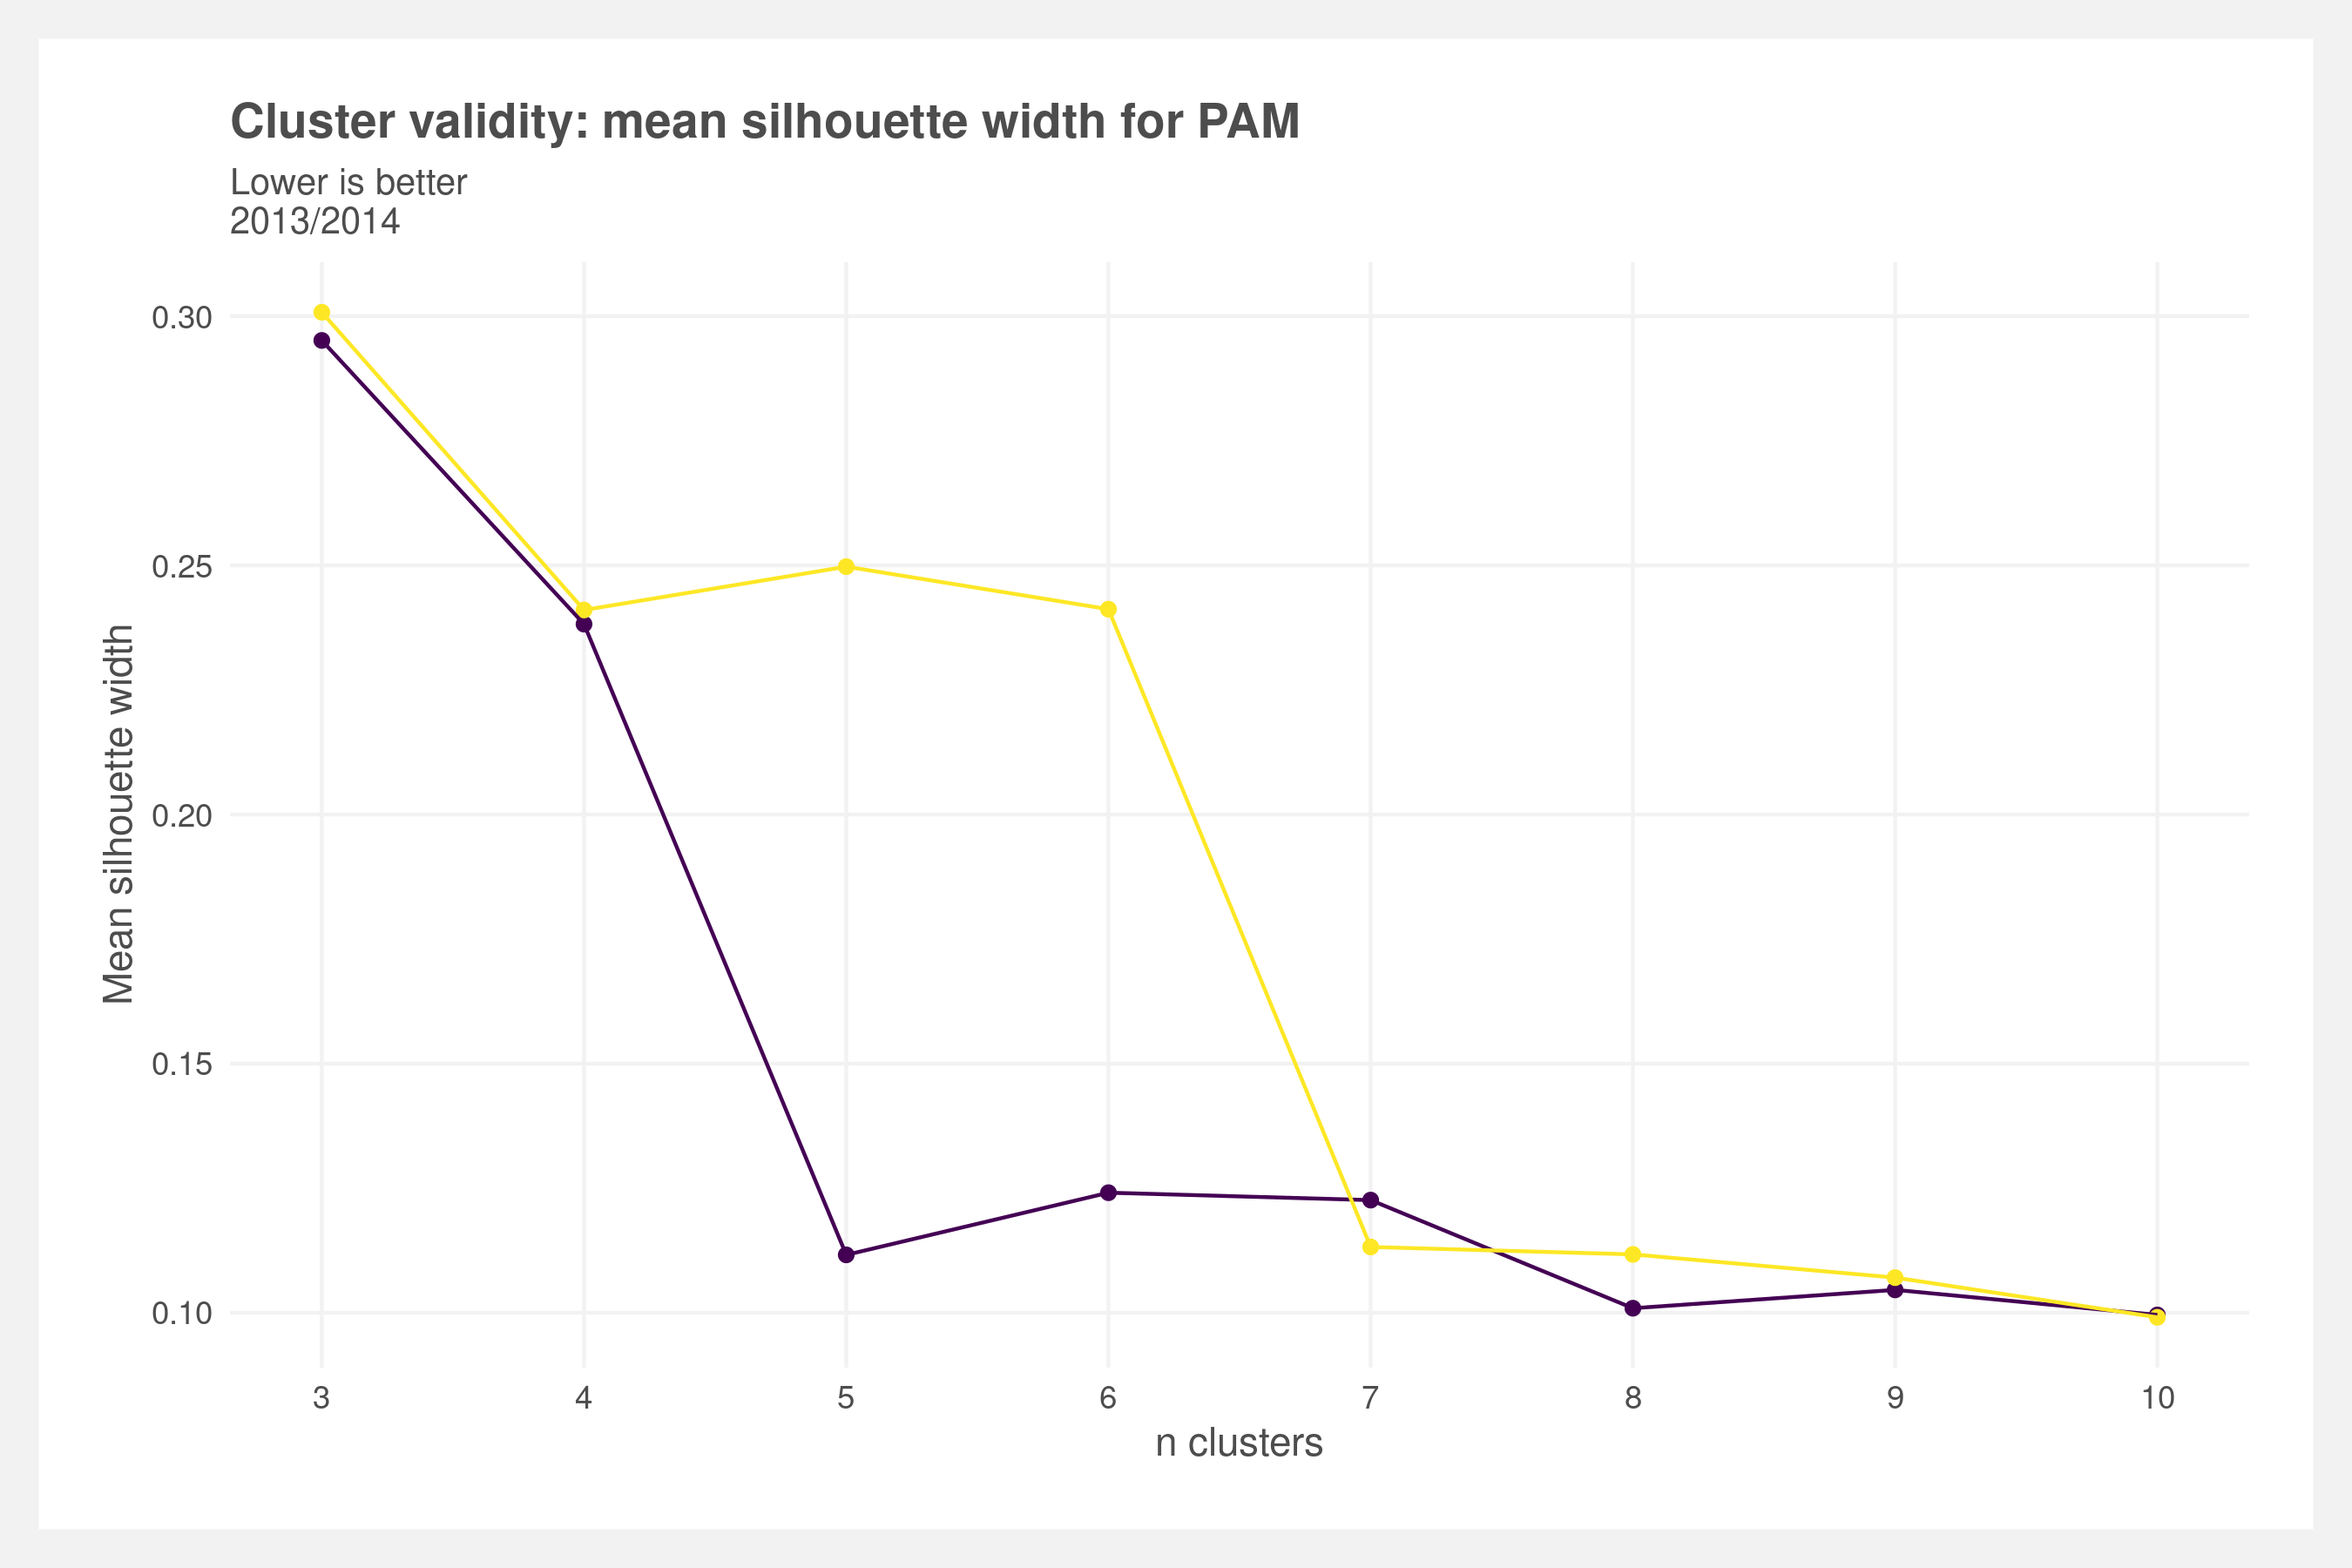 Cluster validity: mean silhouette width for PAM
Lower is better
2013/2014
0.30
0.25
0.20
0.15
0.10
Mean silhouette width
3 4 5 6 7 8 9 10
n clusters